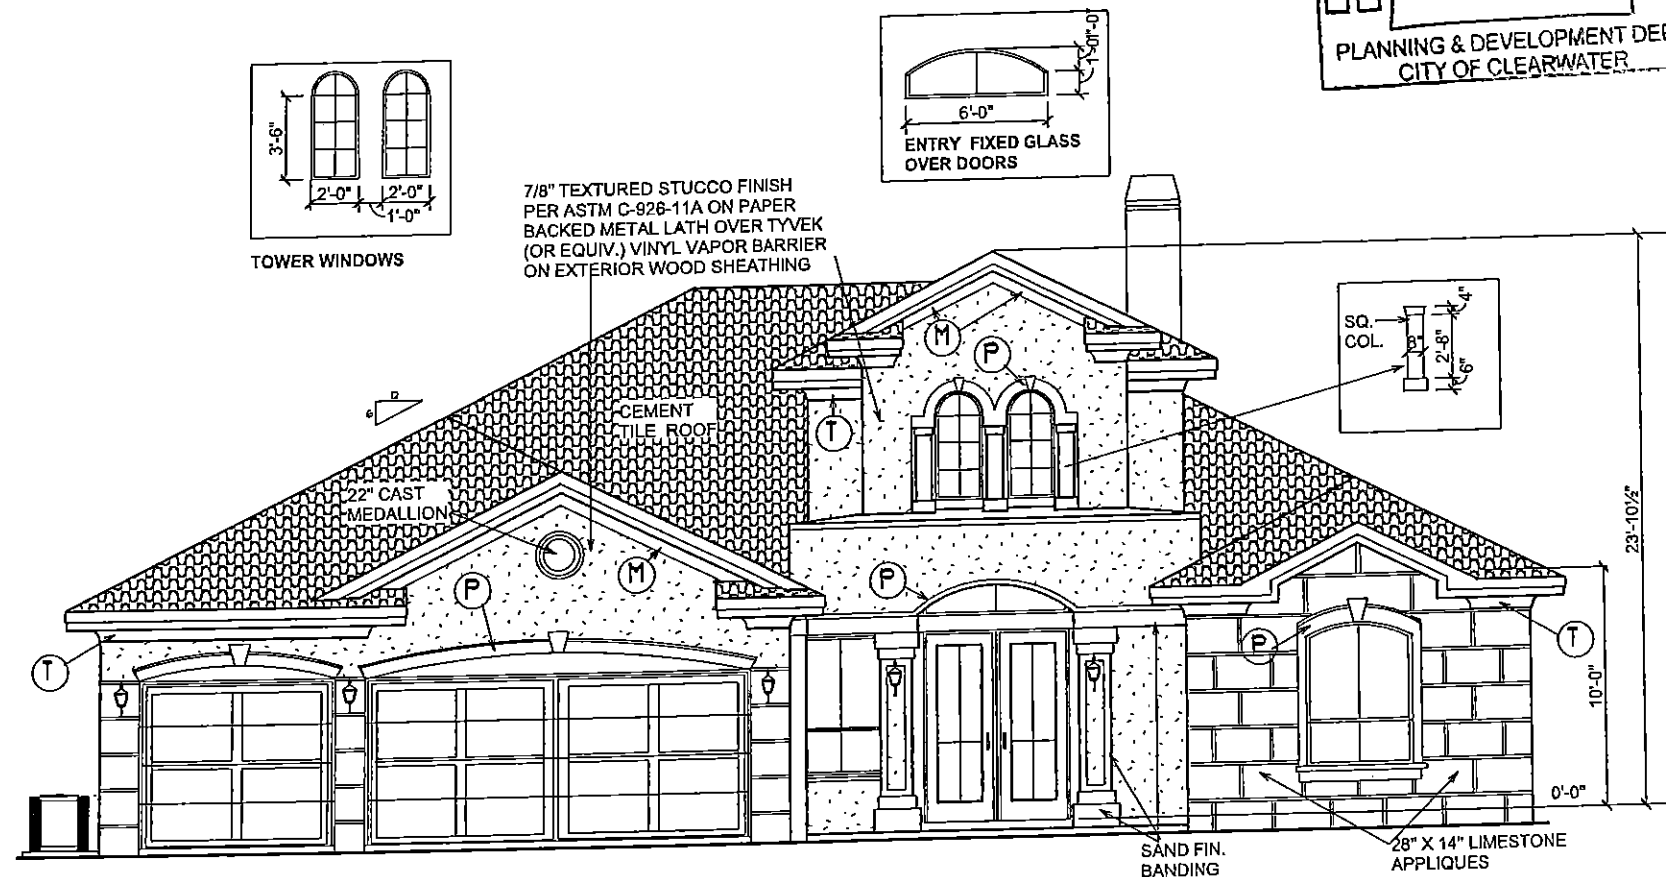 PLANNING & DEVELOPMENT DE
CITY OF CLEARWATER
3'-6"
2'-0"
2'-0"
1'-0"
TOWER WINDOWS
6'-0"
1'-0"
1'-0"
ENTRY FIXED GLASS
OVER DOORS
7/8" TEXTURED STUCCO FINISH
PER ASTM C-926-11A ON PAPER
BACKED METAL LATH OVER TYVEK
(OR EQUIV.) VINYL VAPOR BARRIER
ON EXTERIOR WOOD SHEATHING
SQ.
COL.
8"
4"
2'-8"
6"
M
P
T
12
6
CEMENT
TILE ROOF
22" CAST
MEDALLION
M
P
P
P
T
T
23'-10½"
10'-0"
0'-0"
SAND FIN.
BANDING
28" X 14" LIMESTONE
APPLIQUES